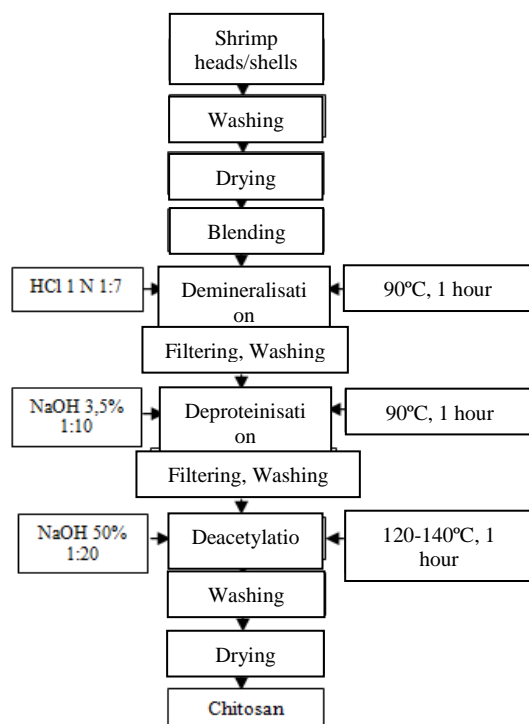 Shrimp
heads/shells
Washing
Drying
Blending
HCl 1 N 1:7
Demineralisati
on
90ºC, 1 hour
Filtering, Washing
NaOH 3,5%
1:10
Deproteinisati
on
90ºC, 1 hour
Filtering, Washing
NaOH 50%
1:20
Deacetylatio
120-140ºC, 1
hour
Washing
Drying
Chitosan